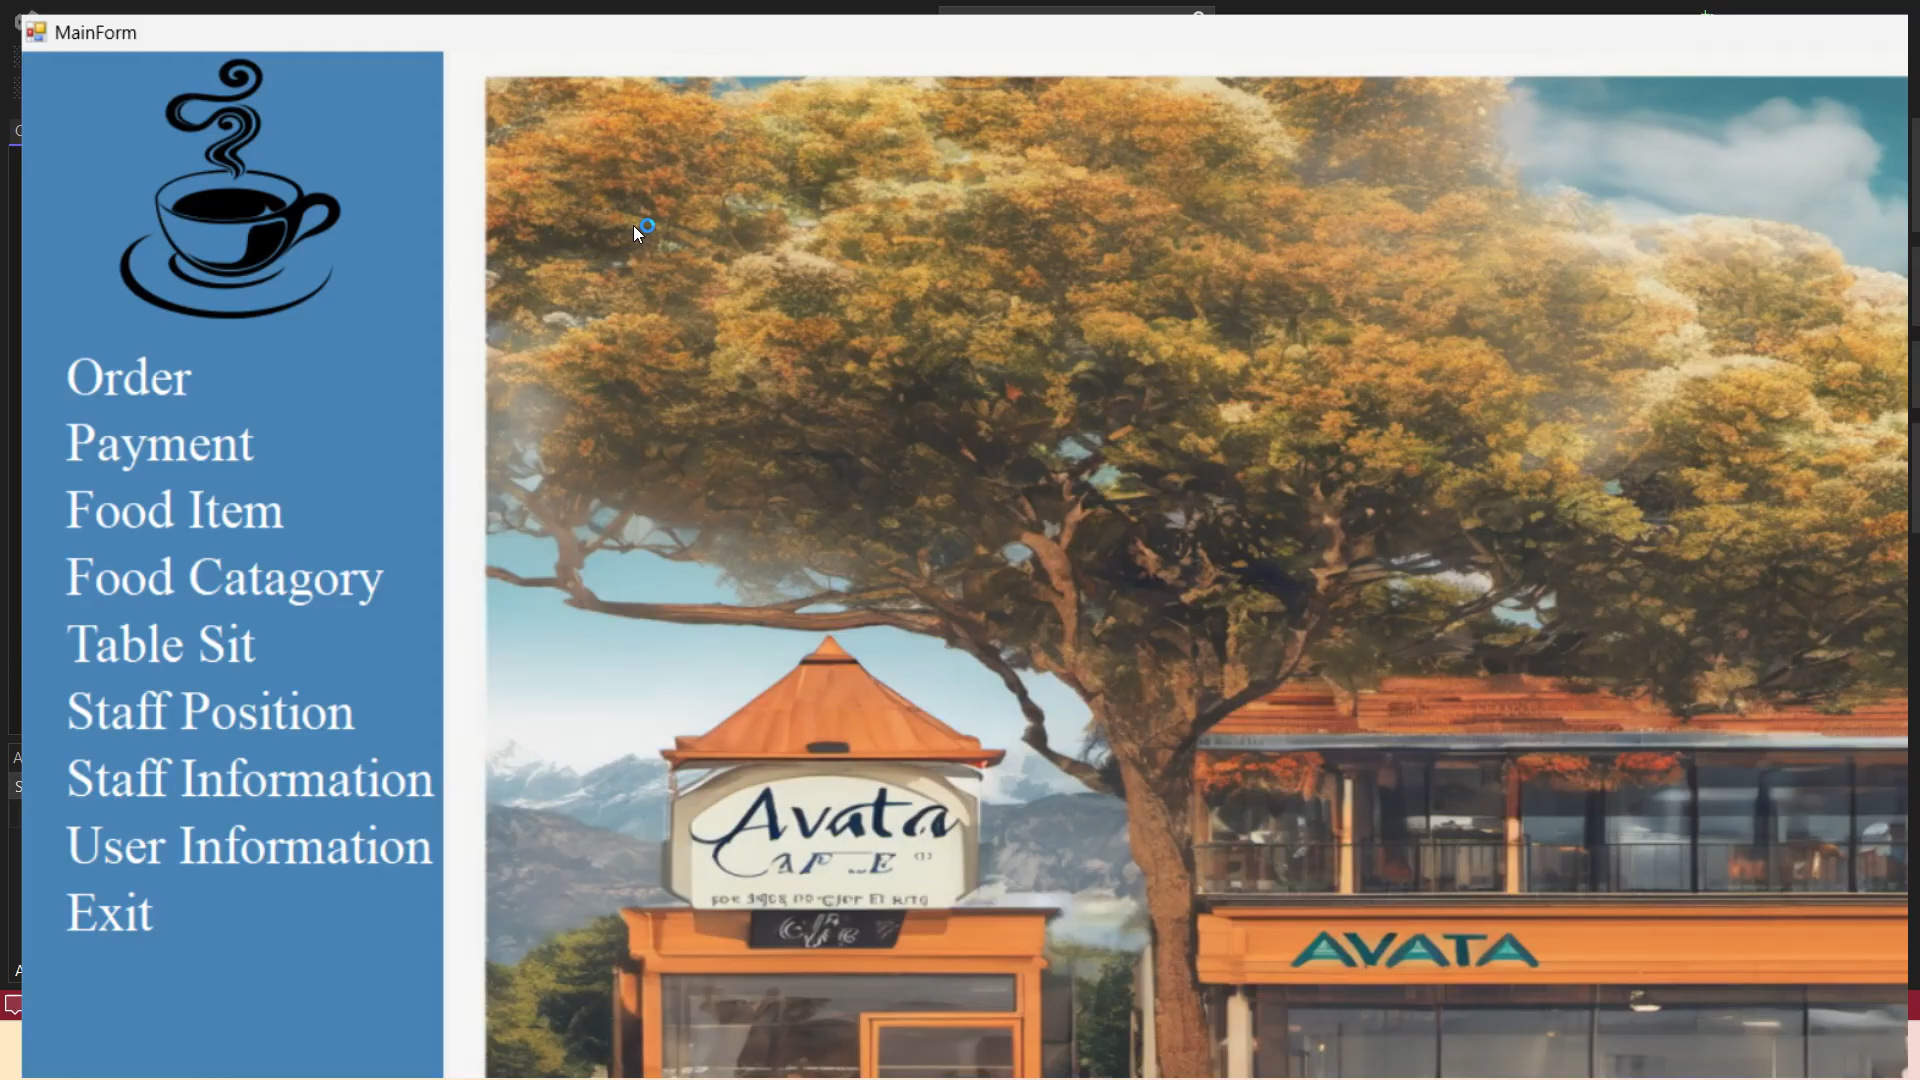 MainForm
Order
Payment
Food Item
Food Catagory
Table Sit
Staff Position
Staff Information
User Information
Exit
Avata
AVATA